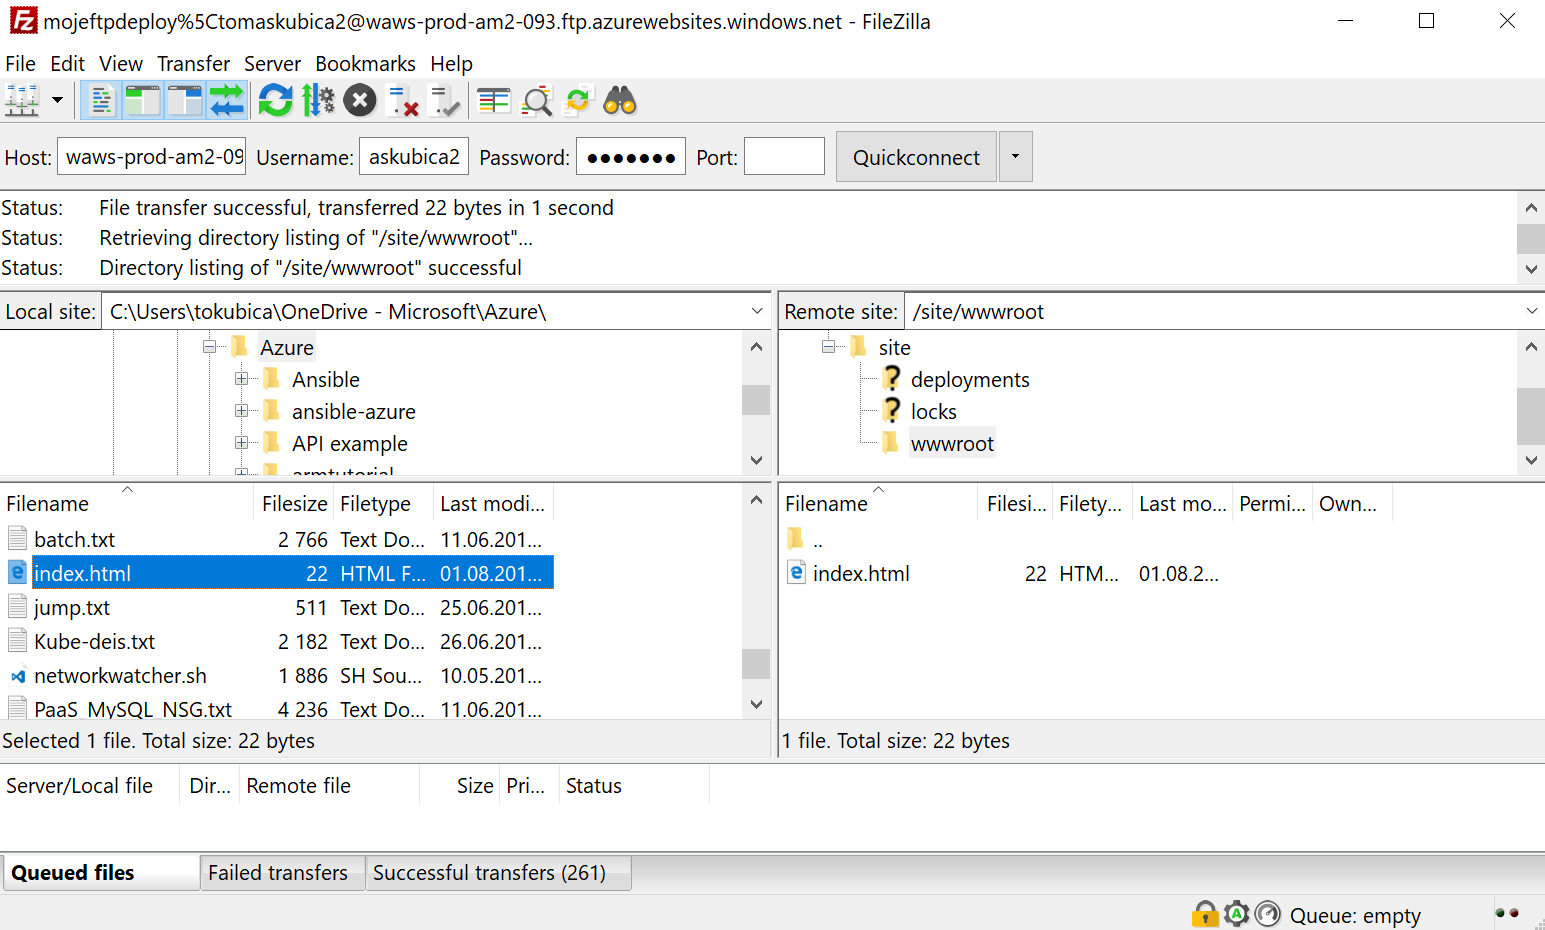 mojeftpdeploy%5Ctomaskubica2@waws-prod-am2-093.ftp.azurewebsites.windows.net - FileZilla
File Edit View Transfer Server Bookmarks Help
Host: waws-prod-am2-09 Username: askubica2 Password: ●●●●●●● Port: Quickconnect
Status: File transfer successful, transferred 22 bytes in 1 second
Status: Retrieving directory listing of "/site/wwwroot"...
Status: Directory listing of "/site/wwwroot" successful
Local site: C:\Users\tokubica\OneDrive - Microsoft\Azure\
Azure
Ansible
ansible-azure
API example
armtutorial
Remote site: /site/wwwroot
site
deployments
locks
wwwroot
Filename Filesize Filetype Last modi...
batch.txt 2 766 Text Do... 11.06.201...
index.html 22 HTML F... 01.08.201...
jump.txt 511 Text Do... 25.06.201...
Kube-deis.txt 2 182 Text Do... 26.06.201...
networkwatcher.sh 1 886 SH Sou... 10.05.201...
PaaS_MySQL_NSG.txt 4 236 Text Do... 11.06.201...
Selected 1 file. Total size: 22 bytes
Filename Filesi... Filety... Last mo... Permi... Own...
..
index.html 22 HTM... 01.08.2...
1 file. Total size: 22 bytes
Server/Local file Dir... Remote file Size Pri... Status
Queued files Failed transfers Successful transfers (261)
Queue: empty